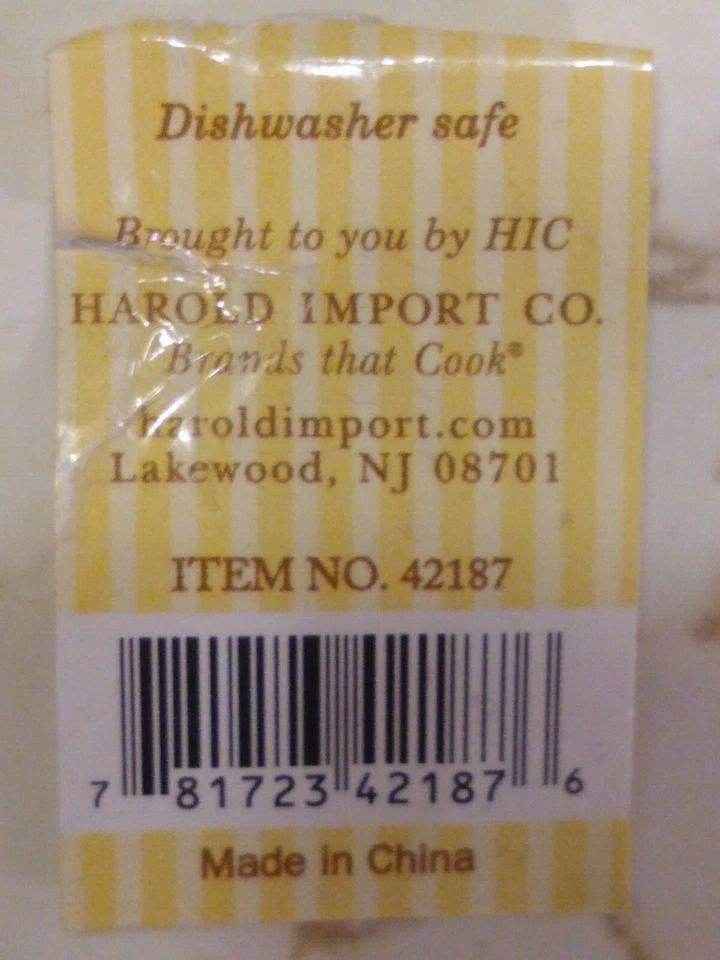 Dishwasher safe
Brought to you by HIC
HAROLD IMPORT CO.
Brands that Cook®
haroldimport.com
Lakewood, NJ 08701
ITEM NO. 42187
7 81723 42187 6
Made in China